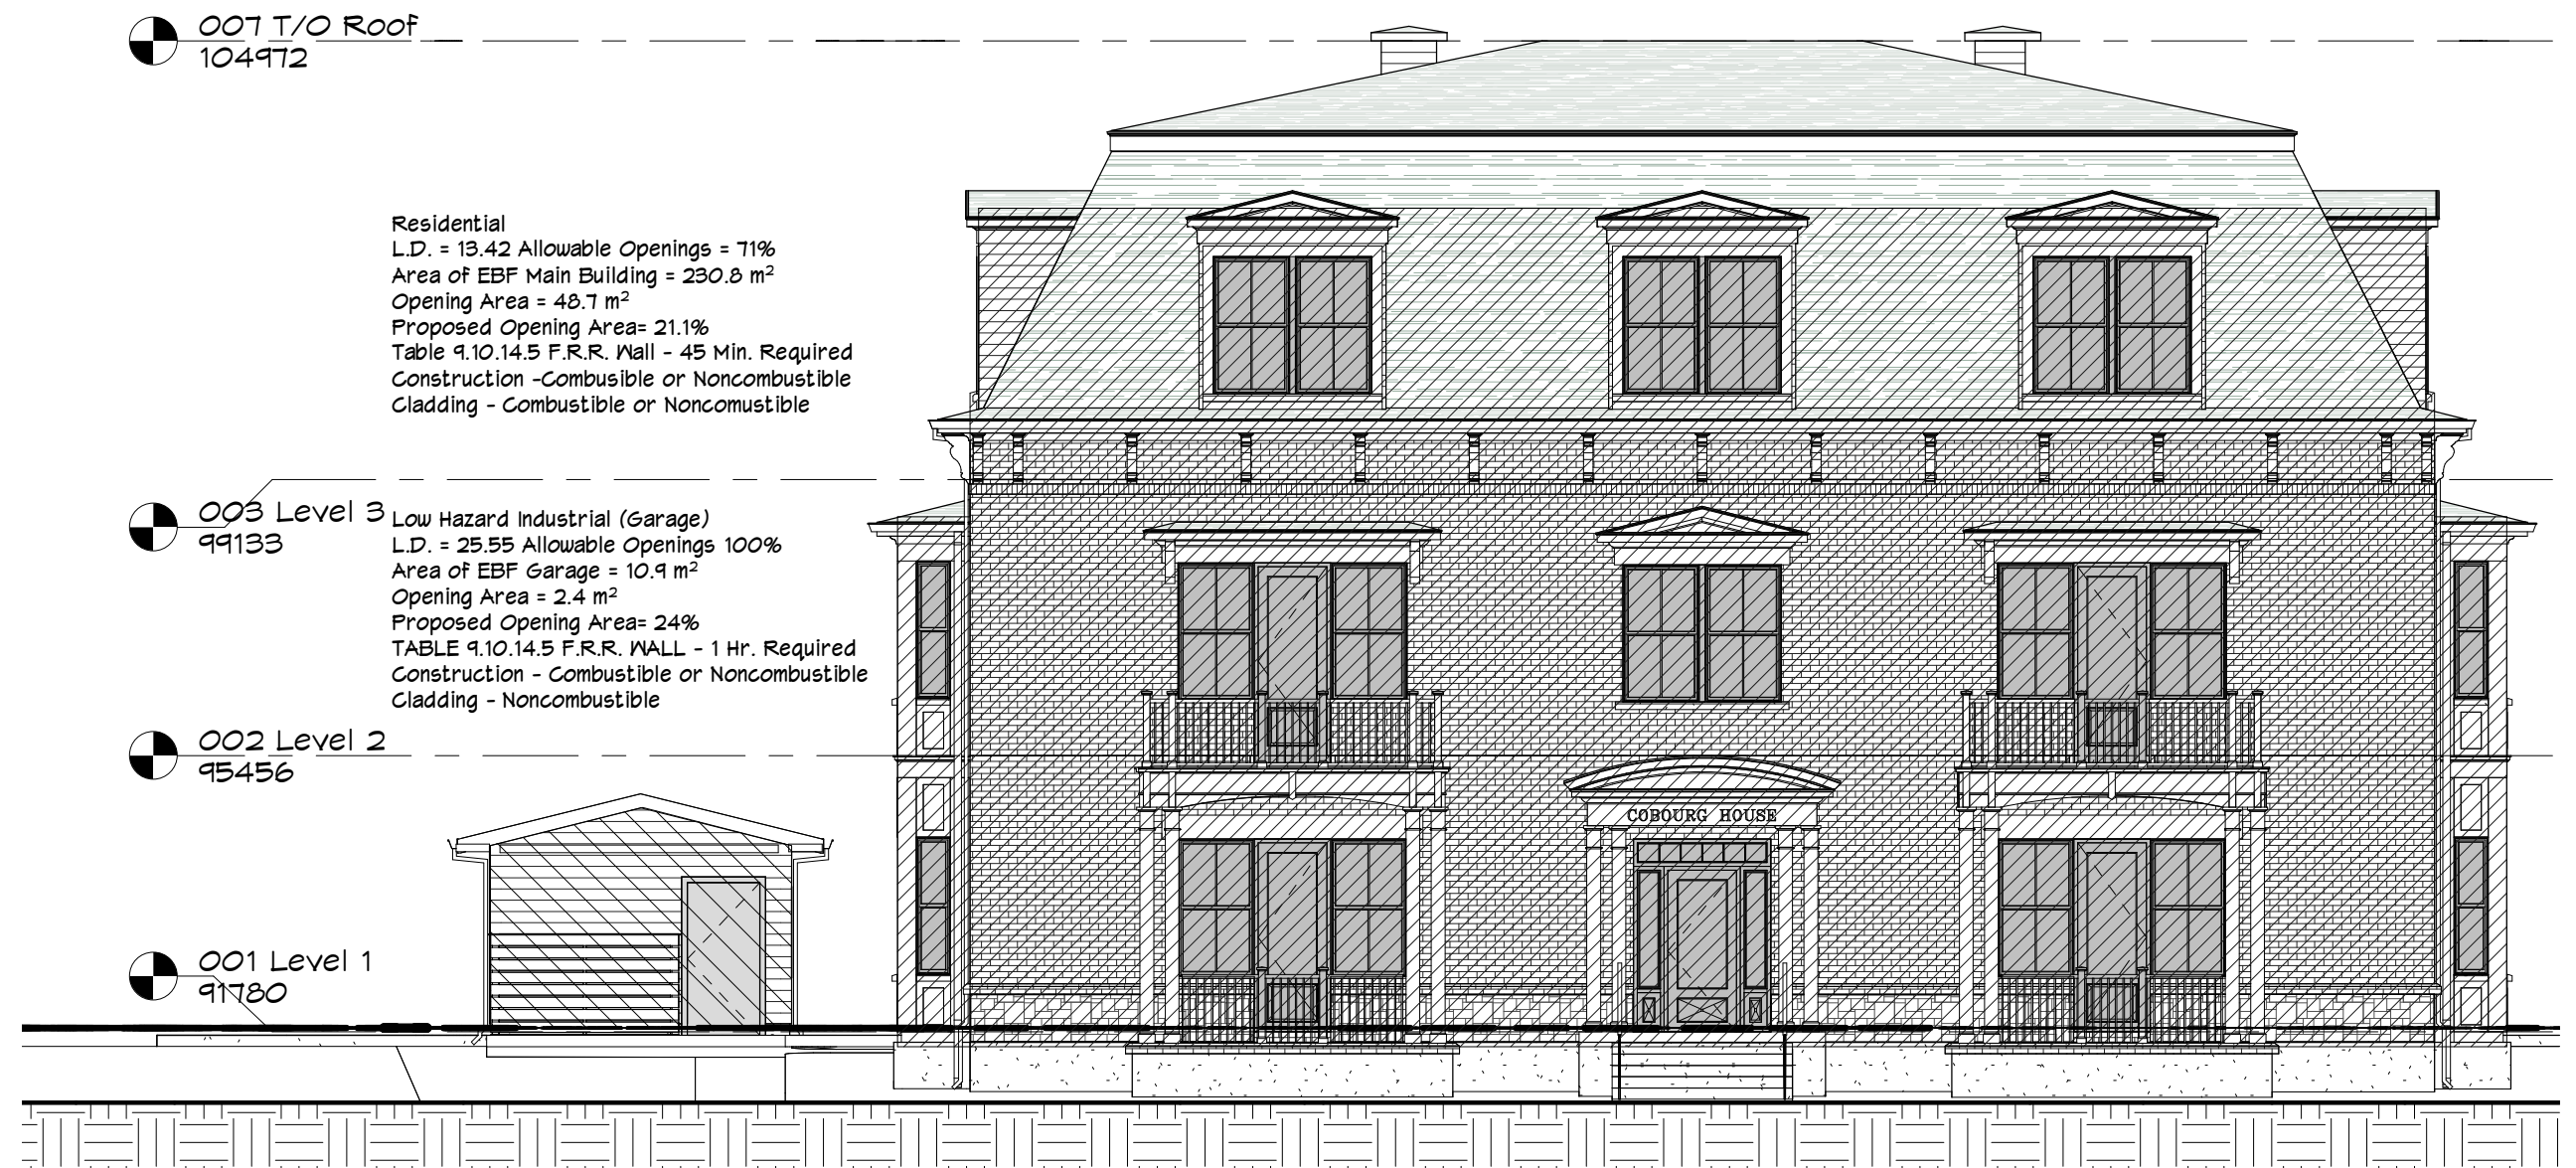 007 T/O Roof
104972
Residential
L.D. = 13.42 Allowable Openings = 71%
Area of EBF Main Building = 230.8 m²
Opening Area = 48.7 m²
Proposed Opening Area= 21.1%
Table 9.10.14.5 F.R.R. Wall - 45 Min. Required
Construction -Combusible or Noncombustible
Cladding - Combustible or Noncomustible
003 Level 3
99133
Low Hazard Industrial (Garage)
L.D. = 25.55 Allowable Openings 100%
Area of EBF Garage = 10.9 m²
Opening Area = 2.4 m²
Proposed Opening Area= 24%
TABLE 9.10.14.5 F.R.R. WALL - 1 Hr. Required
Construction - Combustible or Noncombustible
Cladding - Noncombustible
002 Level 2
95456
COBOURG HOUSE
001 Level 1
91780